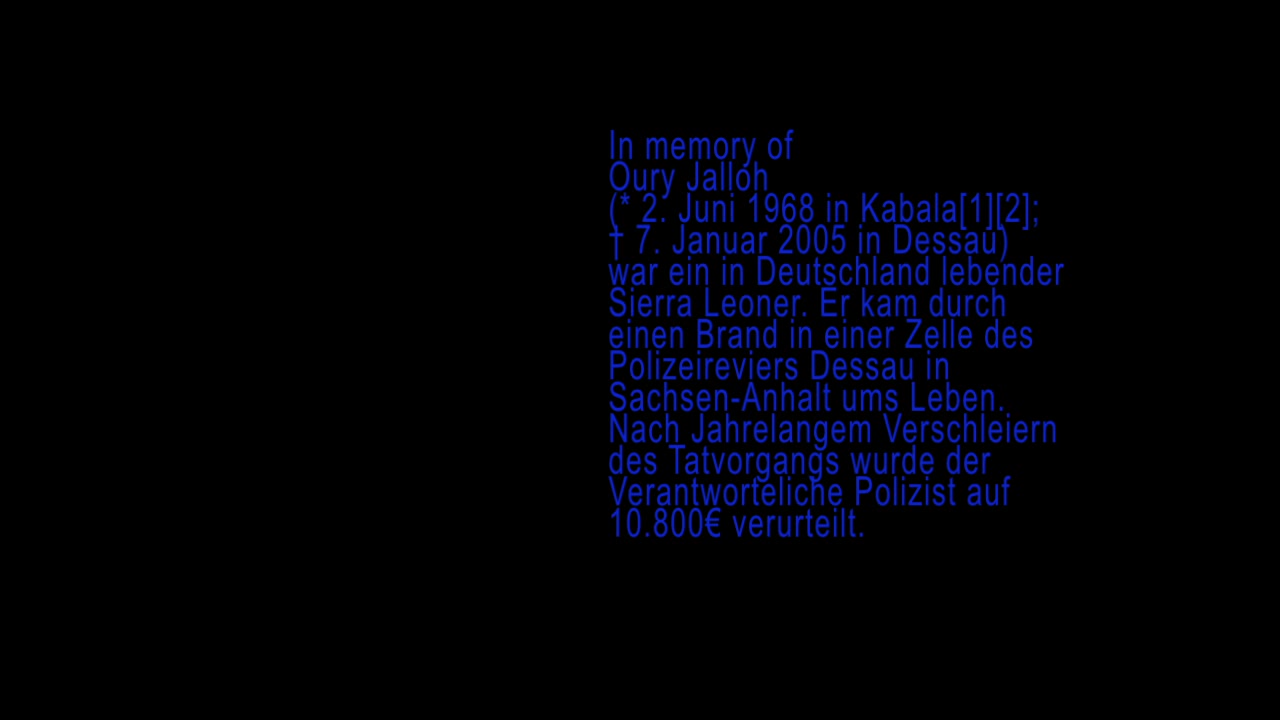 In memory of
Oury Jalloh
(* 2. Juni 1968 in Kabala[1][2];
† 7. Januar 2005 in Dessau)
war ein in Deutschland lebender
Sierra Leoner. Er kam durch
einen Brand in einer Zelle des
Polizeireviers Dessau in
Sachsen-Anhalt ums Leben.
Nach Jahrelangem Verschleiern
des Tatvorgangs wurde der
Verantworteliche Polizist auf
10.800€ verurteilt.